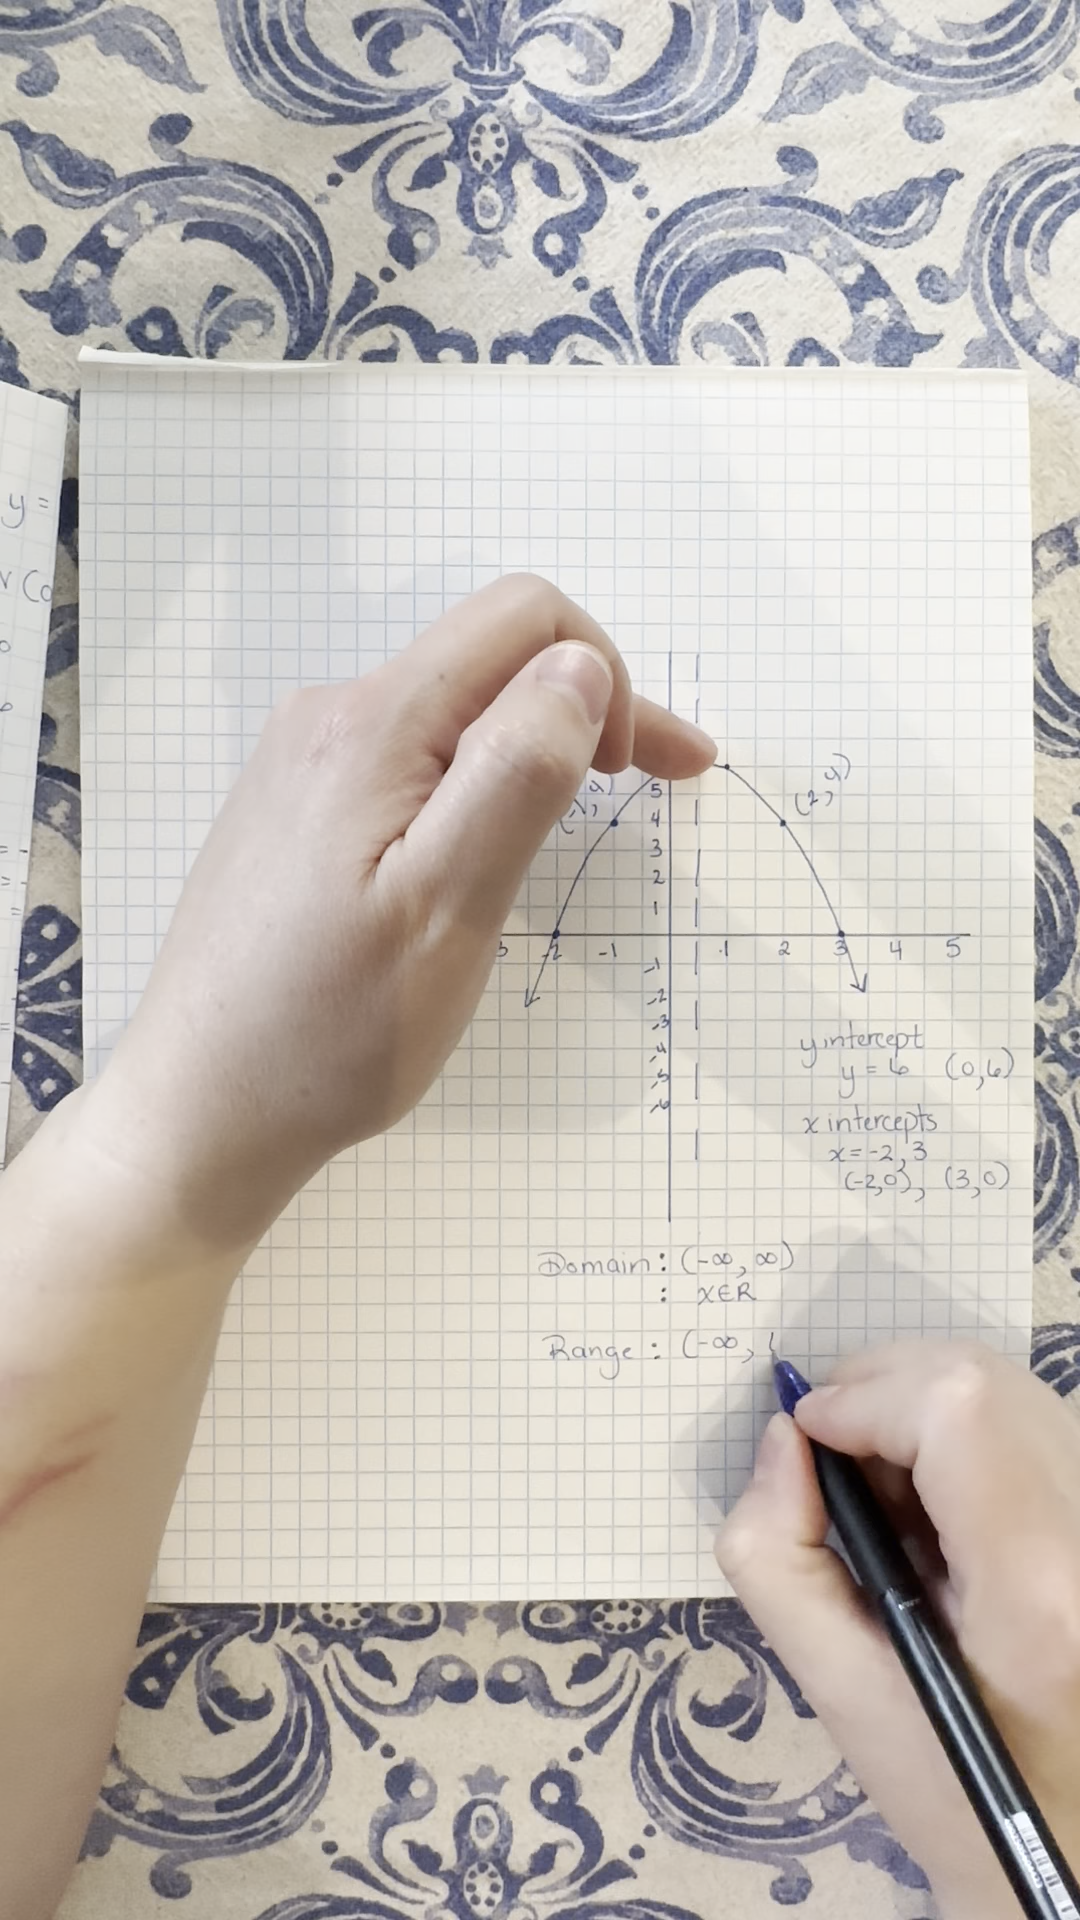 y =
5
(2,4)
4
3
2
1
-2 -1 1 2 3 4 5
-1
-2
-3
-4
-5
-6
y intercept
y = 6 (0,6)
x intercepts
x = -2, 3
(-2,0), (3,0)
Domain : (-∞, ∞)
: x∈R
Range : (-∞,